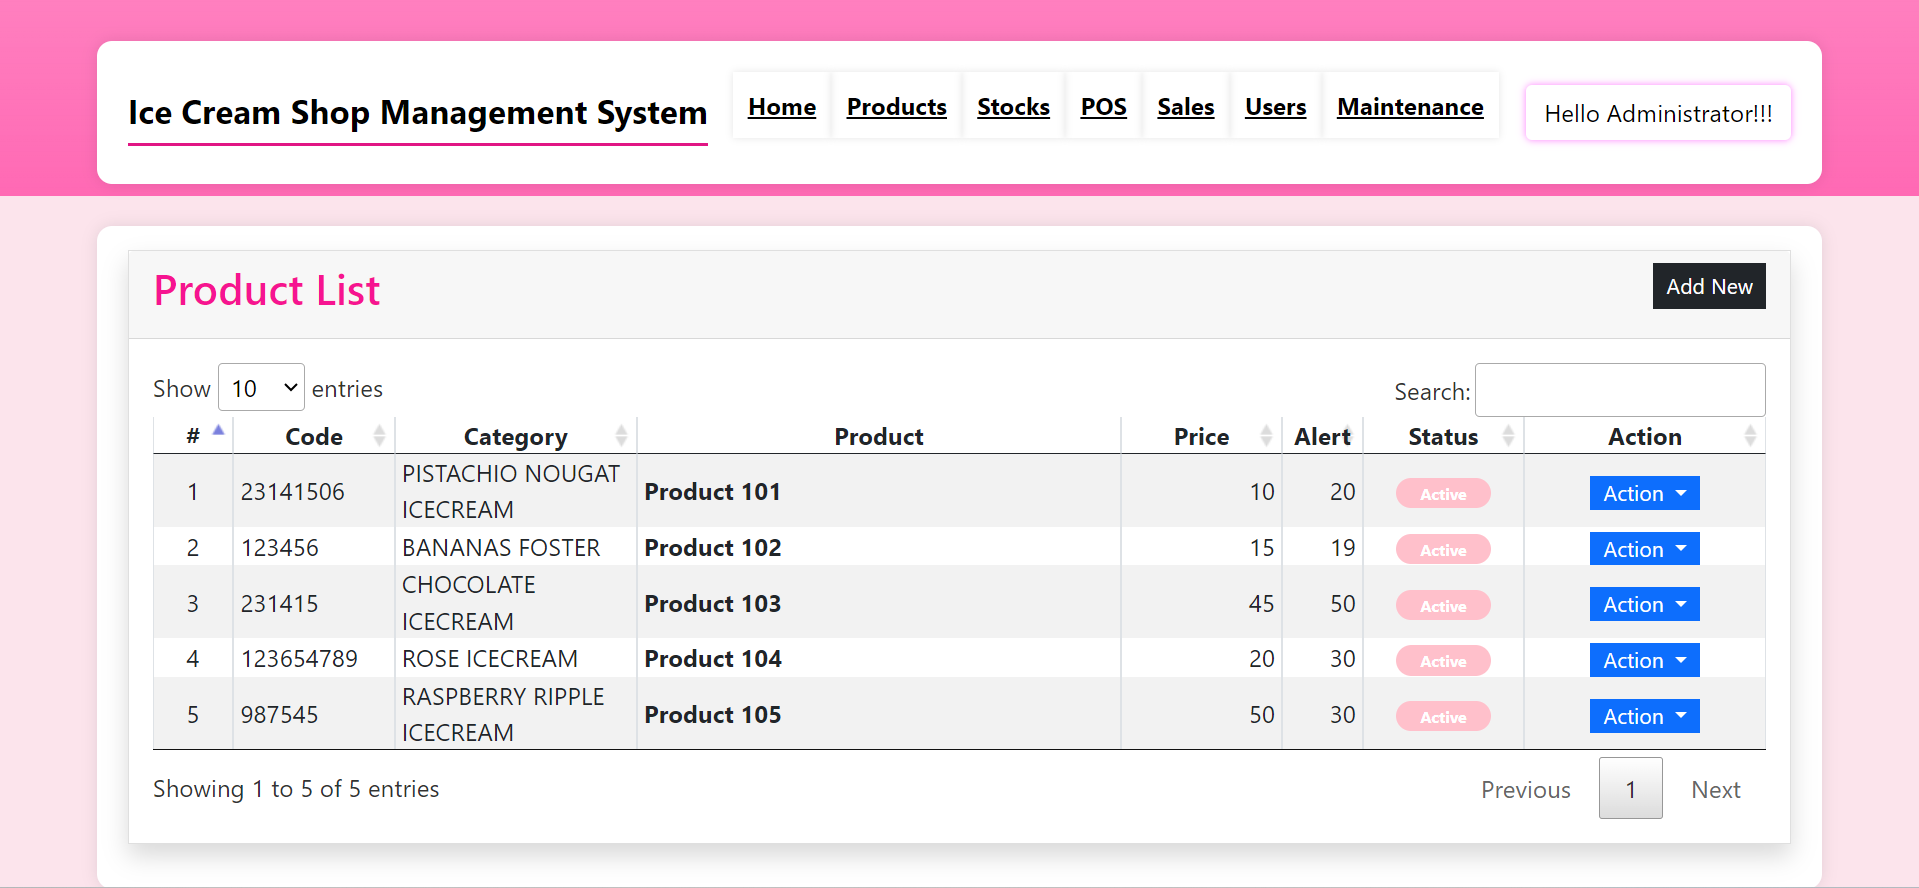 Ice Cream Shop Management System
Home Products Stocks POS Sales Users Maintenance
Hello Administrator!!!
Product List
Add New
Show 10 entries
Search:
# Code Category Product Price Alert Status Action
1 23141506 PISTACHIO NOUGAT ICECREAM Product 101 10 20 Active Action
2 123456 BANANAS FOSTER Product 102 15 19 Active Action
3 231415 CHOCOLATE ICECREAM Product 103 45 50 Active Action
4 123654789 ROSE ICECREAM Product 104 20 30 Active Action
5 987545 RASPBERRY RIPPLE ICECREAM Product 105 50 30 Active Action
Showing 1 to 5 of 5 entries
Previous 1 Next